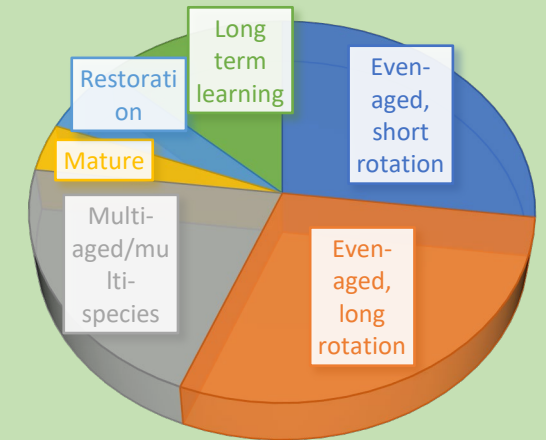 Long
term
learning
Even-
aged,
short
rotation
Restorati
on
Mature
Multi-
aged/mu
lti-
species
Even-
aged,
long
rotation